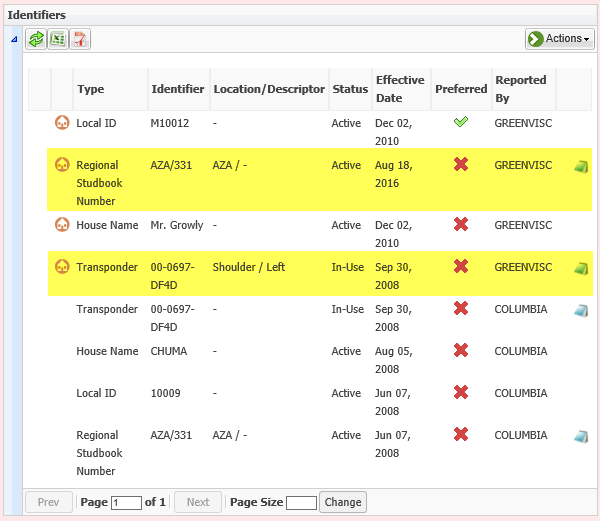 Identifiers
Actions
Type Identifier Location/Descriptor Status Effective Date Preferred Reported By
Local ID M10012 - Active Dec 02, 2010 GREENVISC
Regional Studbook Number AZA/331 AZA / - Active Aug 18, 2016 GREENVISC
House Name Mr. Growly - Active Dec 02, 2010 GREENVISC
Transponder 00-0697-DF4D Shoulder / Left In-Use Sep 30, 2008 GREENVISC
Transponder 00-0697-DF4D - In-Use Sep 30, 2008 COLUMBIA
House Name CHUMA - Active Aug 05, 2008 COLUMBIA
Local ID 10009 - Active Jun 07, 2008 COLUMBIA
Regional Studbook Number AZA/331 AZA / - Active Jun 07, 2008 COLUMBIA
Prev Page 1 of 1 Next Page Size Change